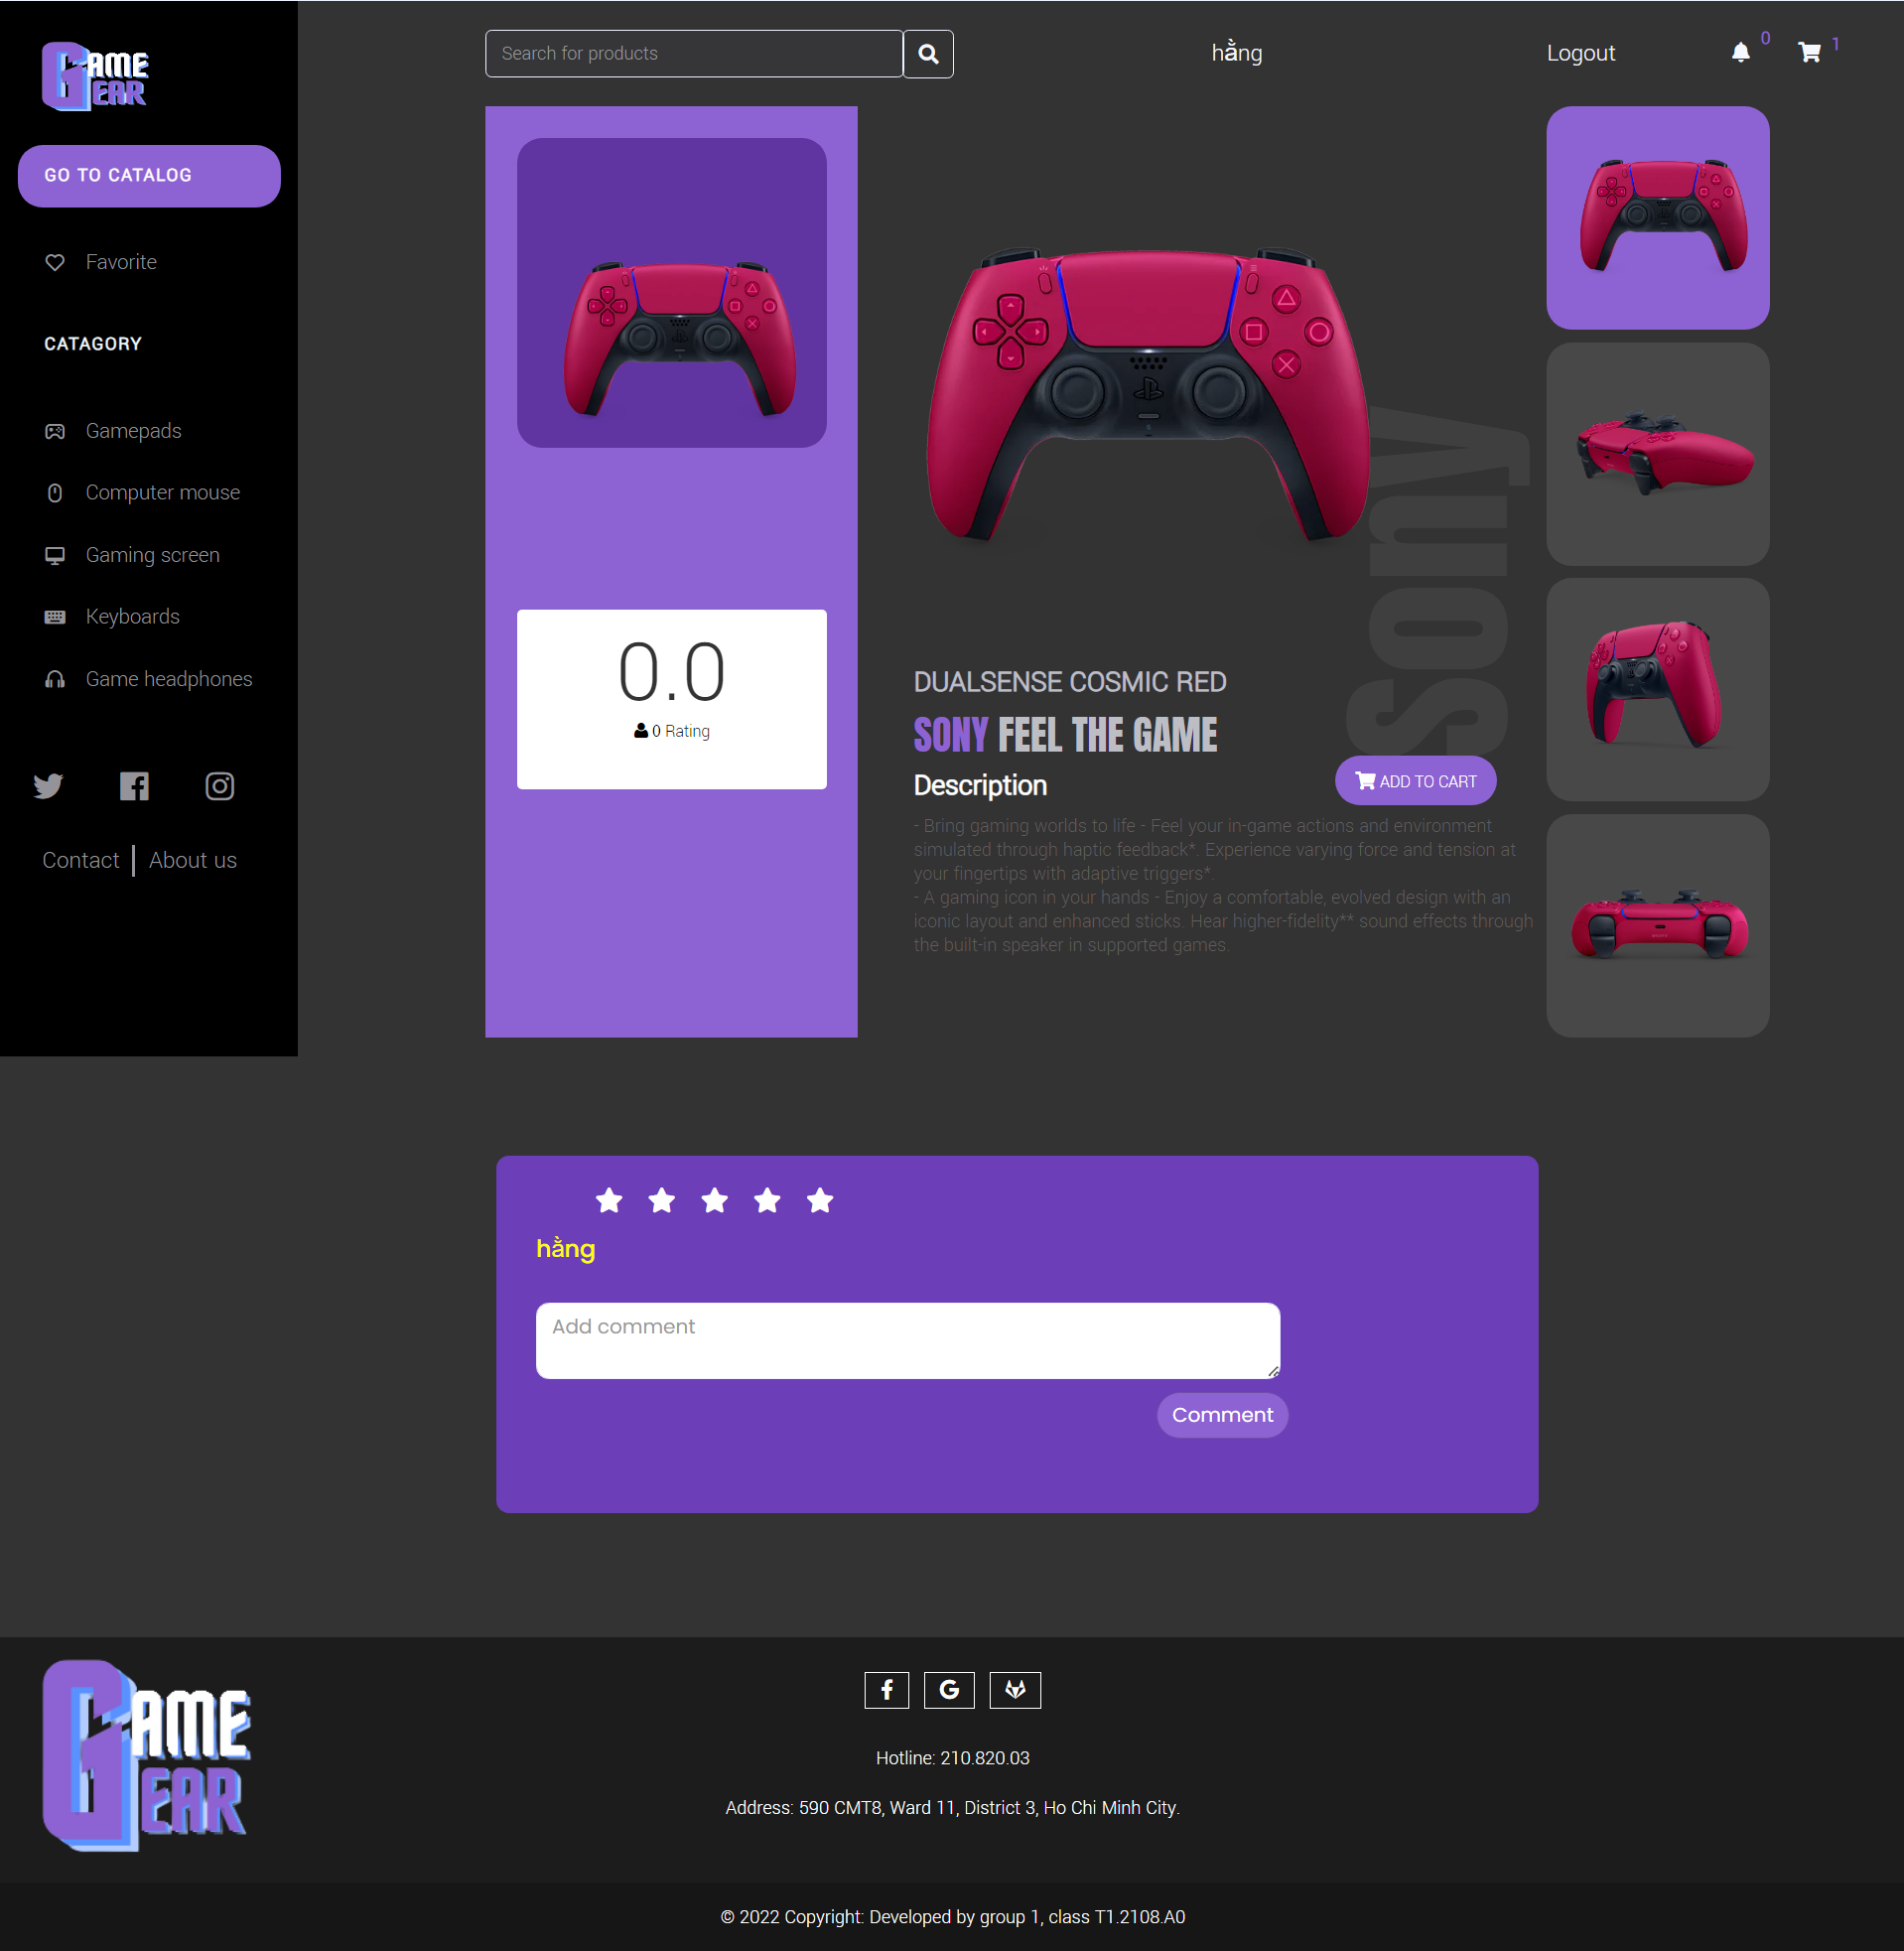 GAME
GEAR
GO TO CATALOG
Favorite
CATAGORY
Gamepads
Computer mouse
Gaming screen
Keyboards
Game headphones
Contact
About us
Search for products
hằng
Logout
0
1
0.0
0 Rating
sony
DUALSENSE COSMIC RED
SONY FEEL THE GAME
Description
ADD TO CART
- Bring gaming worlds to life - Feel your in-game actions and environment
simulated through haptic feedback*. Experience varying force and tension at
your fingertips with adaptive triggers*.
- A gaming icon in your hands - Enjoy a comfortable, evolved design with an
iconic layout and enhanced sticks. Hear higher-fidelity** sound effects through
the built-in speaker in supported games.
hằng
Add comment
Comment
GAME
GEAR
Hotline: 210.820.03
Address: 590 CMT8, Ward 11, District 3, Ho Chi Minh City.
© 2022 Copyright: Developed by group 1, class T1.2108.A0